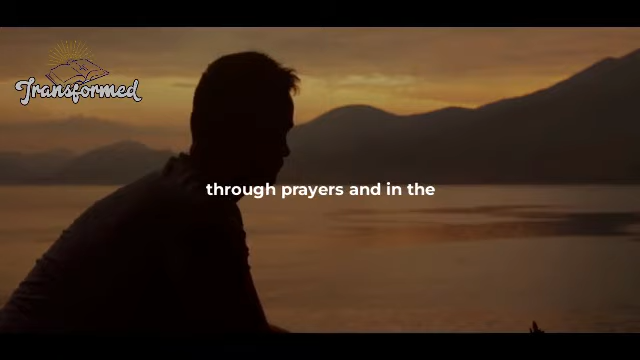 Transformed
through prayers and in the